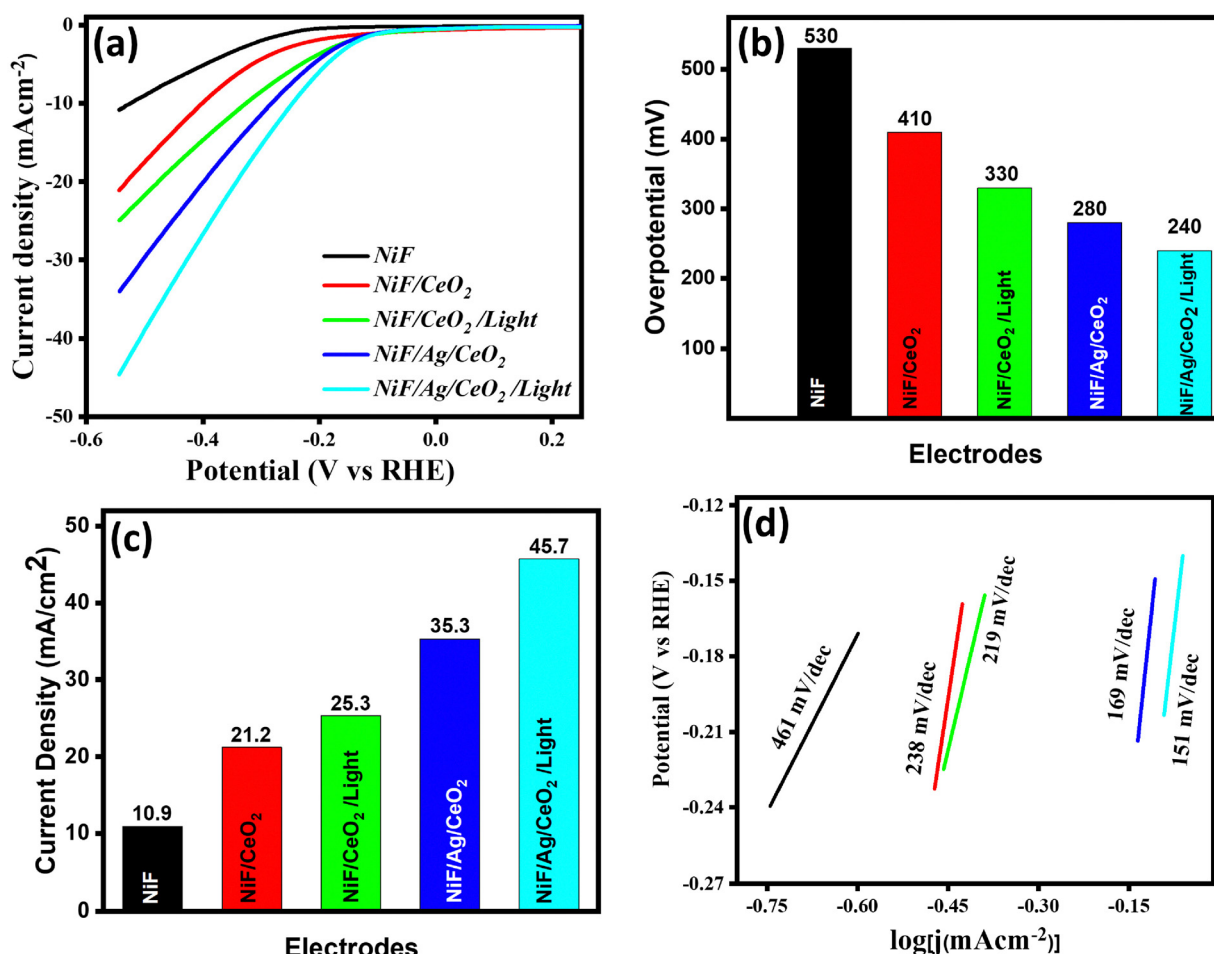 (a)
0
-10
-20
-30
-40
-50
-0.6 -0.4 -0.2 0.0 0.2
Current density (mAcm-2)
Potential (V vs RHE)
NiF
NiF/CeO2
NiF/CeO2 /Light
NiF/Ag/CeO2
NiF/Ag/CeO2 /Light
(b)
500
400
300
200
100
Overpotential (mV)
530
410
330
280
240
NiF
NiF/CeO2
NiF/CeO2 /Light
NiF/Ag/CeO2
NiF/Ag/CeO2 /Light
Electrodes
(c)
50
40
30
20
10
0
Current Density (mA/cm2)
10.9
21.2
25.3
35.3
45.7
NiF
NiF/CeO2
NiF/CeO2 /Light
NiF/Ag/CeO2
NiF/Ag/CeO2 /Light
Electrodes
(d)
-0.12
-0.15
-0.18
-0.21
-0.24
-0.27
Potential (V vs RHE)
461 mV/dec
238 mV/dec
219 mV/dec
169 mV/dec
151 mV/dec
-0.75 -0.60 -0.45 -0.30 -0.15
log[j(mAcm-2)]